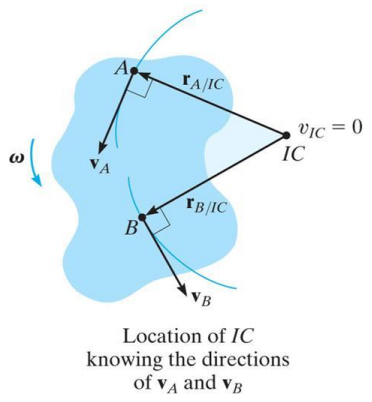 A
r_A/IC
v_IC = 0
IC
ω
v_A
r_B/IC
B
v_B
Location of IC
knowing the directions
of v_A and v_B